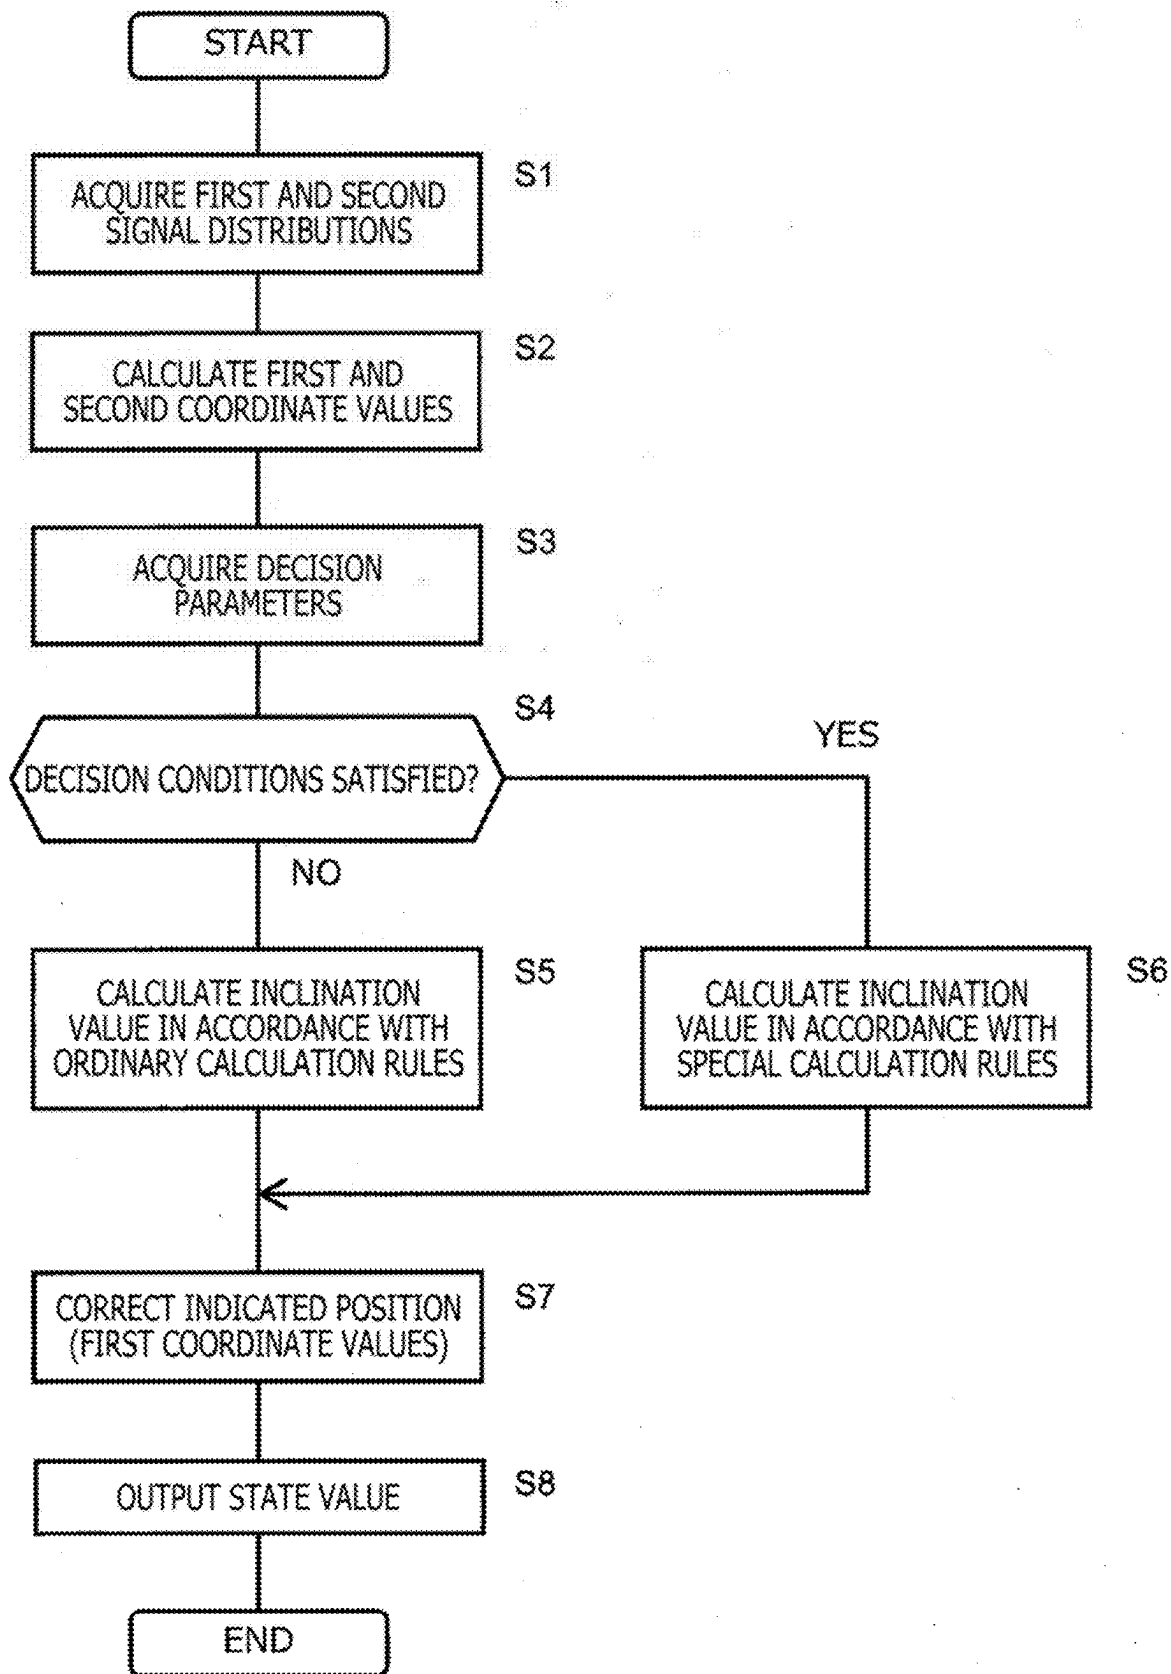 START
S1
ACQUIRE FIRST AND SECOND
SIGNAL DISTRIBUTIONS
S2
CALCULATE FIRST AND
SECOND COORDINATE VALUES
S3
ACQUIRE DECISION
PARAMETERS
S4
DECISION CONDITIONS SATISFIED?
YES
NO
S5
CALCULATE INCLINATION
VALUE IN ACCORDANCE WITH
ORDINARY CALCULATION RULES
S6
CALCULATE INCLINATION
VALUE IN ACCORDANCE WITH
SPECIAL CALCULATION RULES
S7
CORRECT INDICATED POSITION
(FIRST COORDINATE VALUES)
S8
OUTPUT STATE VALUE
END